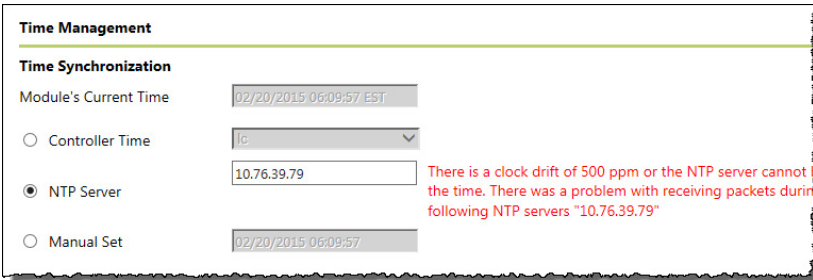 Time Management
Time Synchronization
Module's Current Time 02/20/2015 06:09:57 EST
Controller Time lc
10.76.39.79
NTP Server
There is a clock drift of 500 ppm or the NTP server cannot
the time. There was a problem with receiving packets durin
following NTP servers "10.76.39.79"
Manual Set 02/20/2015 06:09:57